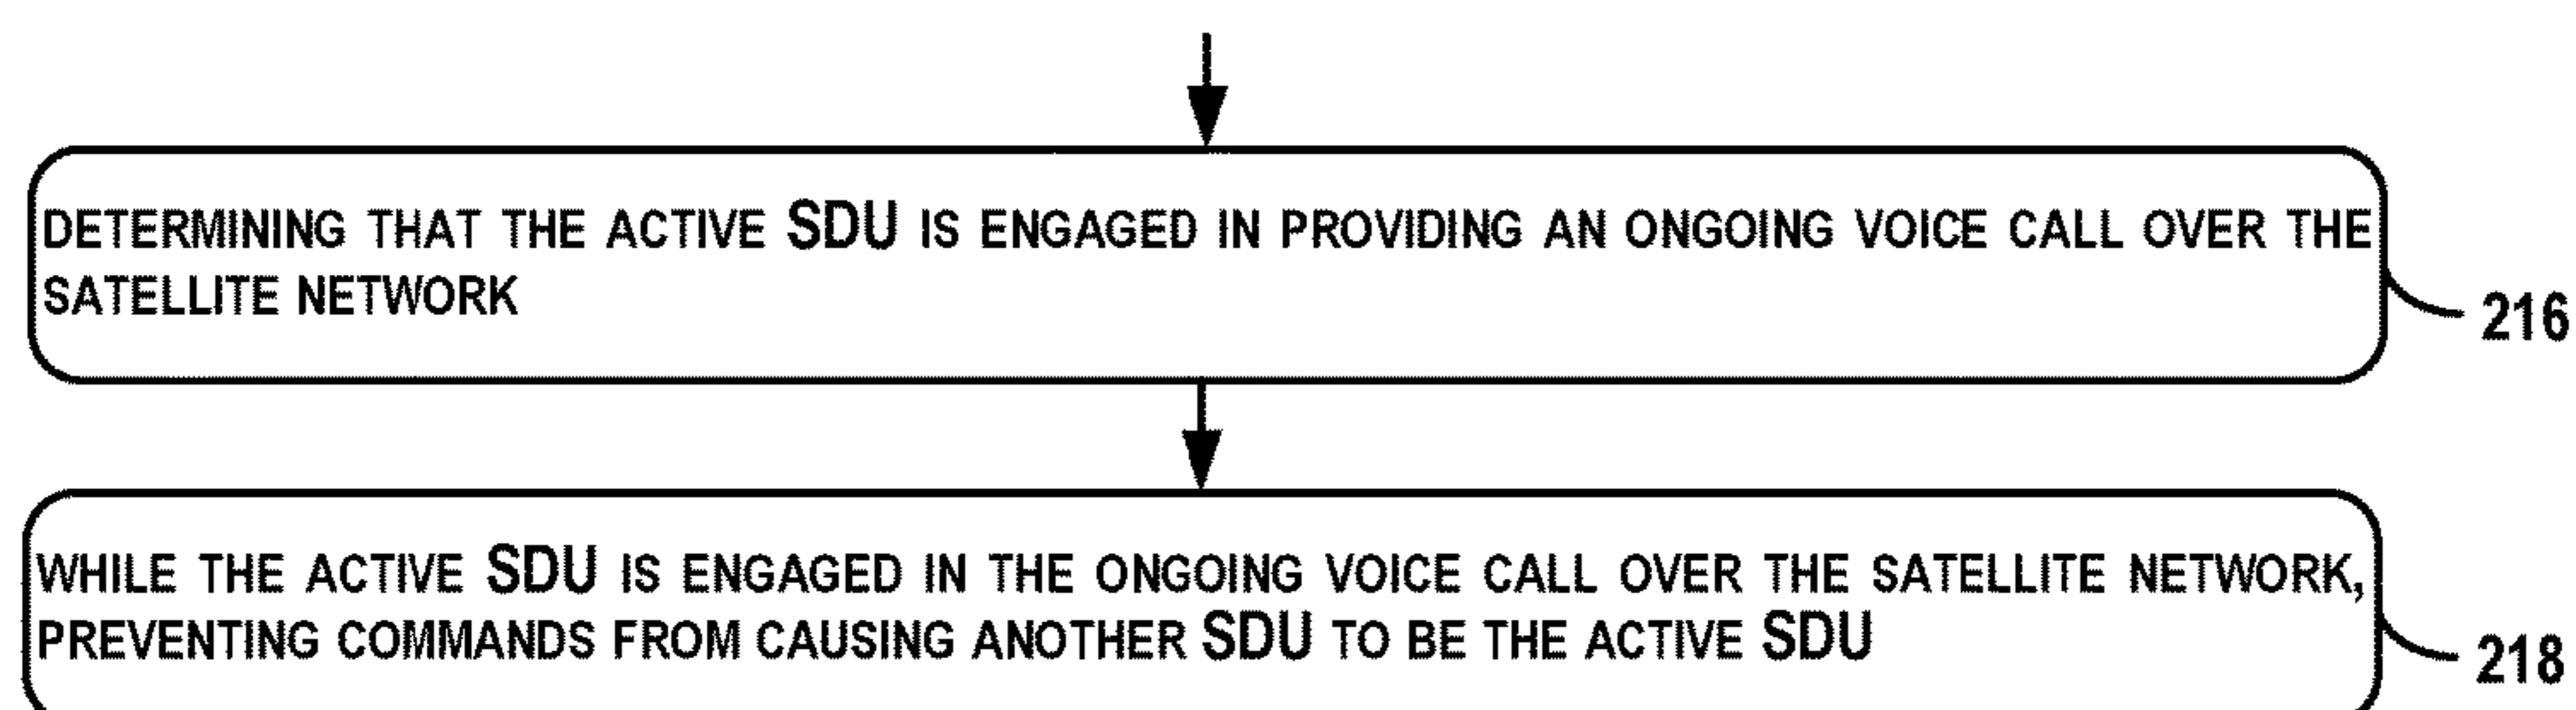 DETERMINING THAT THE ACTIVE SDU IS ENGAGED IN PROVIDING AN ONGOING VOICE CALL OVER THE
SATELLITE NETWORK
216
WHILE THE ACTIVE SDU IS ENGAGED IN THE ONGOING VOICE CALL OVER THE SATELLITE NETWORK,
PREVENTING COMMANDS FROM CAUSING ANOTHER SDU TO BE THE ACTIVE SDU
218